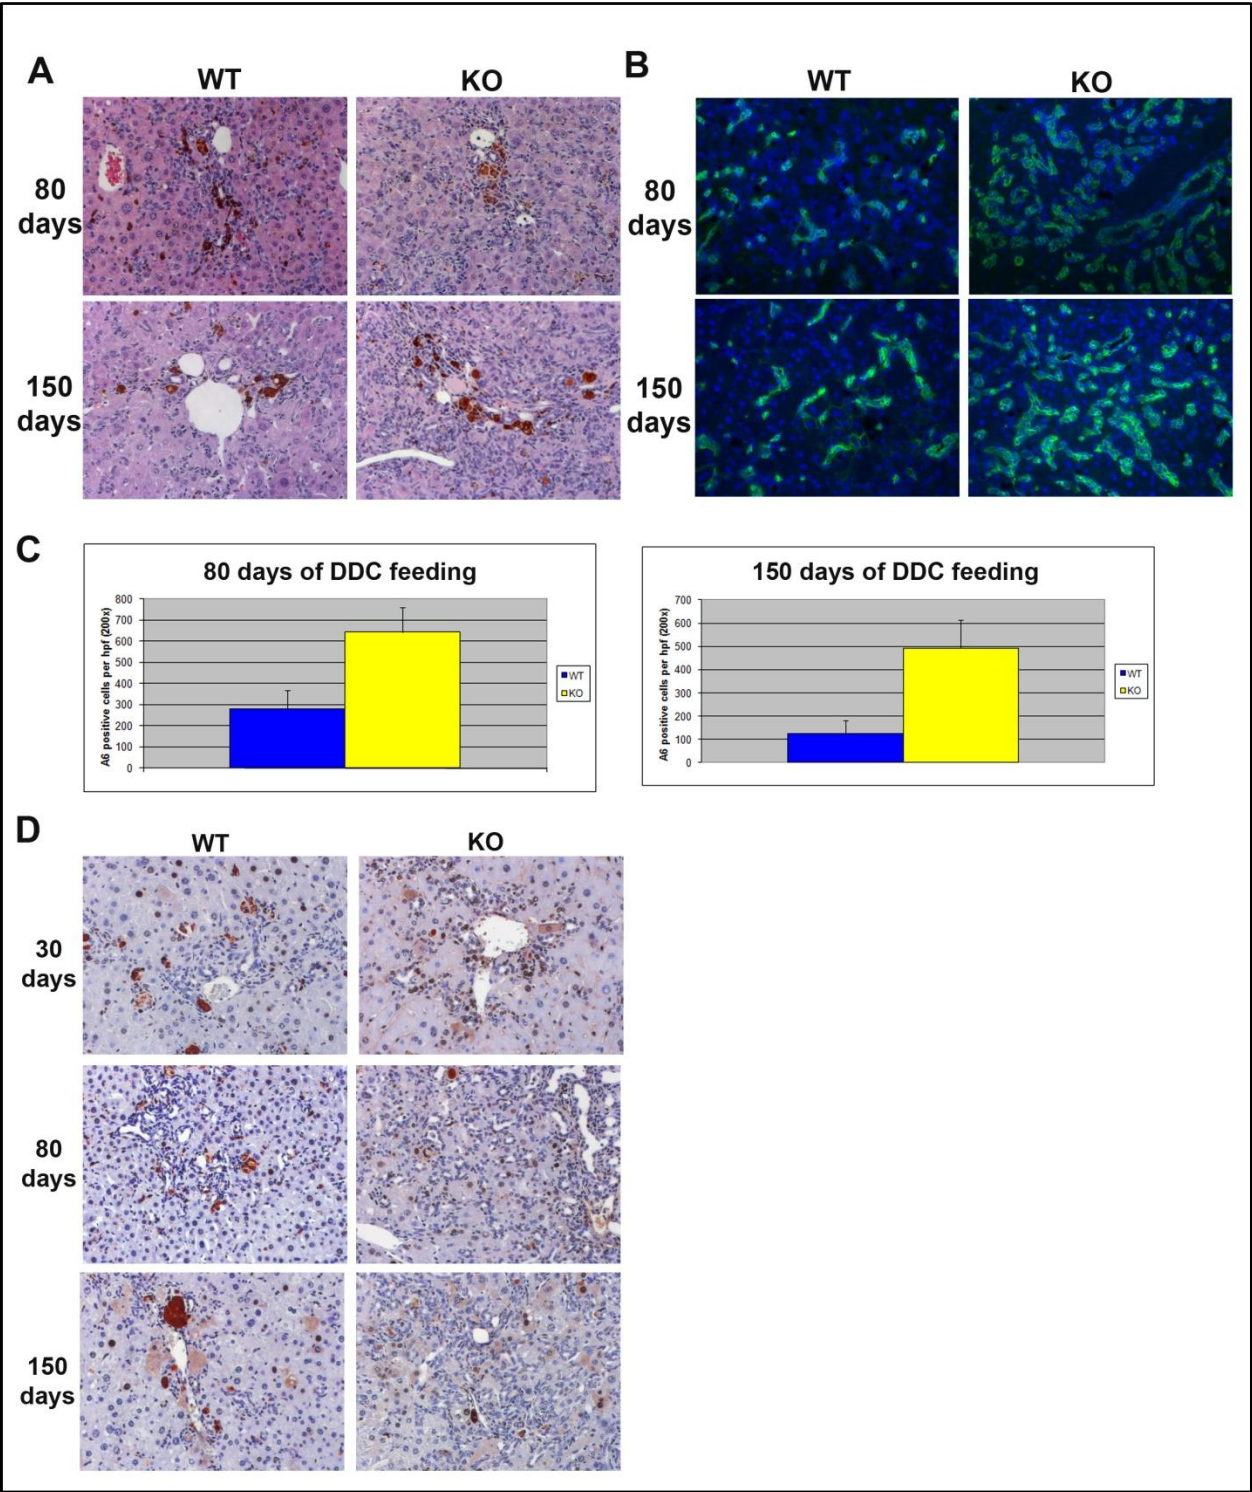 A
WT
KO
B
WT
KO
80
days
80
days
150
days
150
days
C
80 days of DDC feeding
A6 positive cells per hpf (200x)
800
700
600
500
400
300
200
100
0
WT
KO
150 days of DDC feeding
A6 positive cells per hpf (200x)
700
600
500
400
300
200
100
0
WT
KO
D
WT
KO
30
days
80
days
150
days